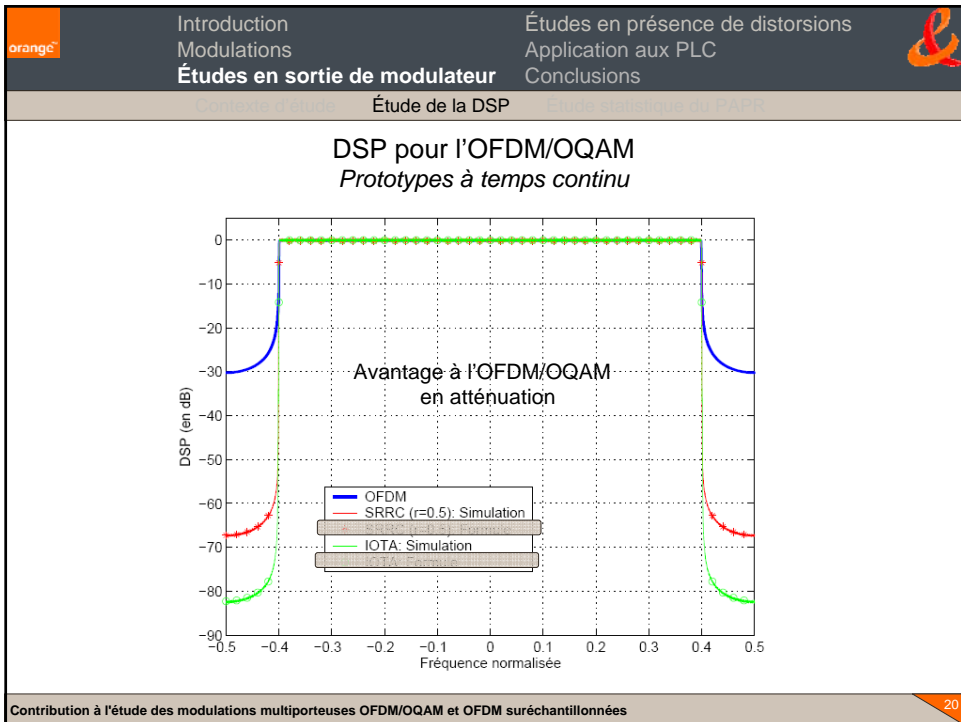 orange™
Introduction
Modulations
Études en sortie de modulateur
Études en présence de distorsions
Application aux PLC
Conclusions
Contexte d'étude Étude de la DSP Étude statistique du PAPR
DSP pour l'OFDM/OQAM
Prototypes à temps continu
0
−10
−20
−30
−40
−50
−60
−70
−80
−90
DSP (en dB)
Avantage à l'OFDM/OQAM
en atténuation
OFDM
SRRC (r=0.5): Simulation
SRRC (r=0.5): Formule
IOTA: Simulation
IOTA: Formule
−0.5 −0.4 −0.3 −0.2 −0.1 0 0.1 0.2 0.3 0.4 0.5
Fréquence normalisée
Contribution à l'étude des modulations multiporteuses OFDM/OQAM et OFDM suréchantillonnées
20